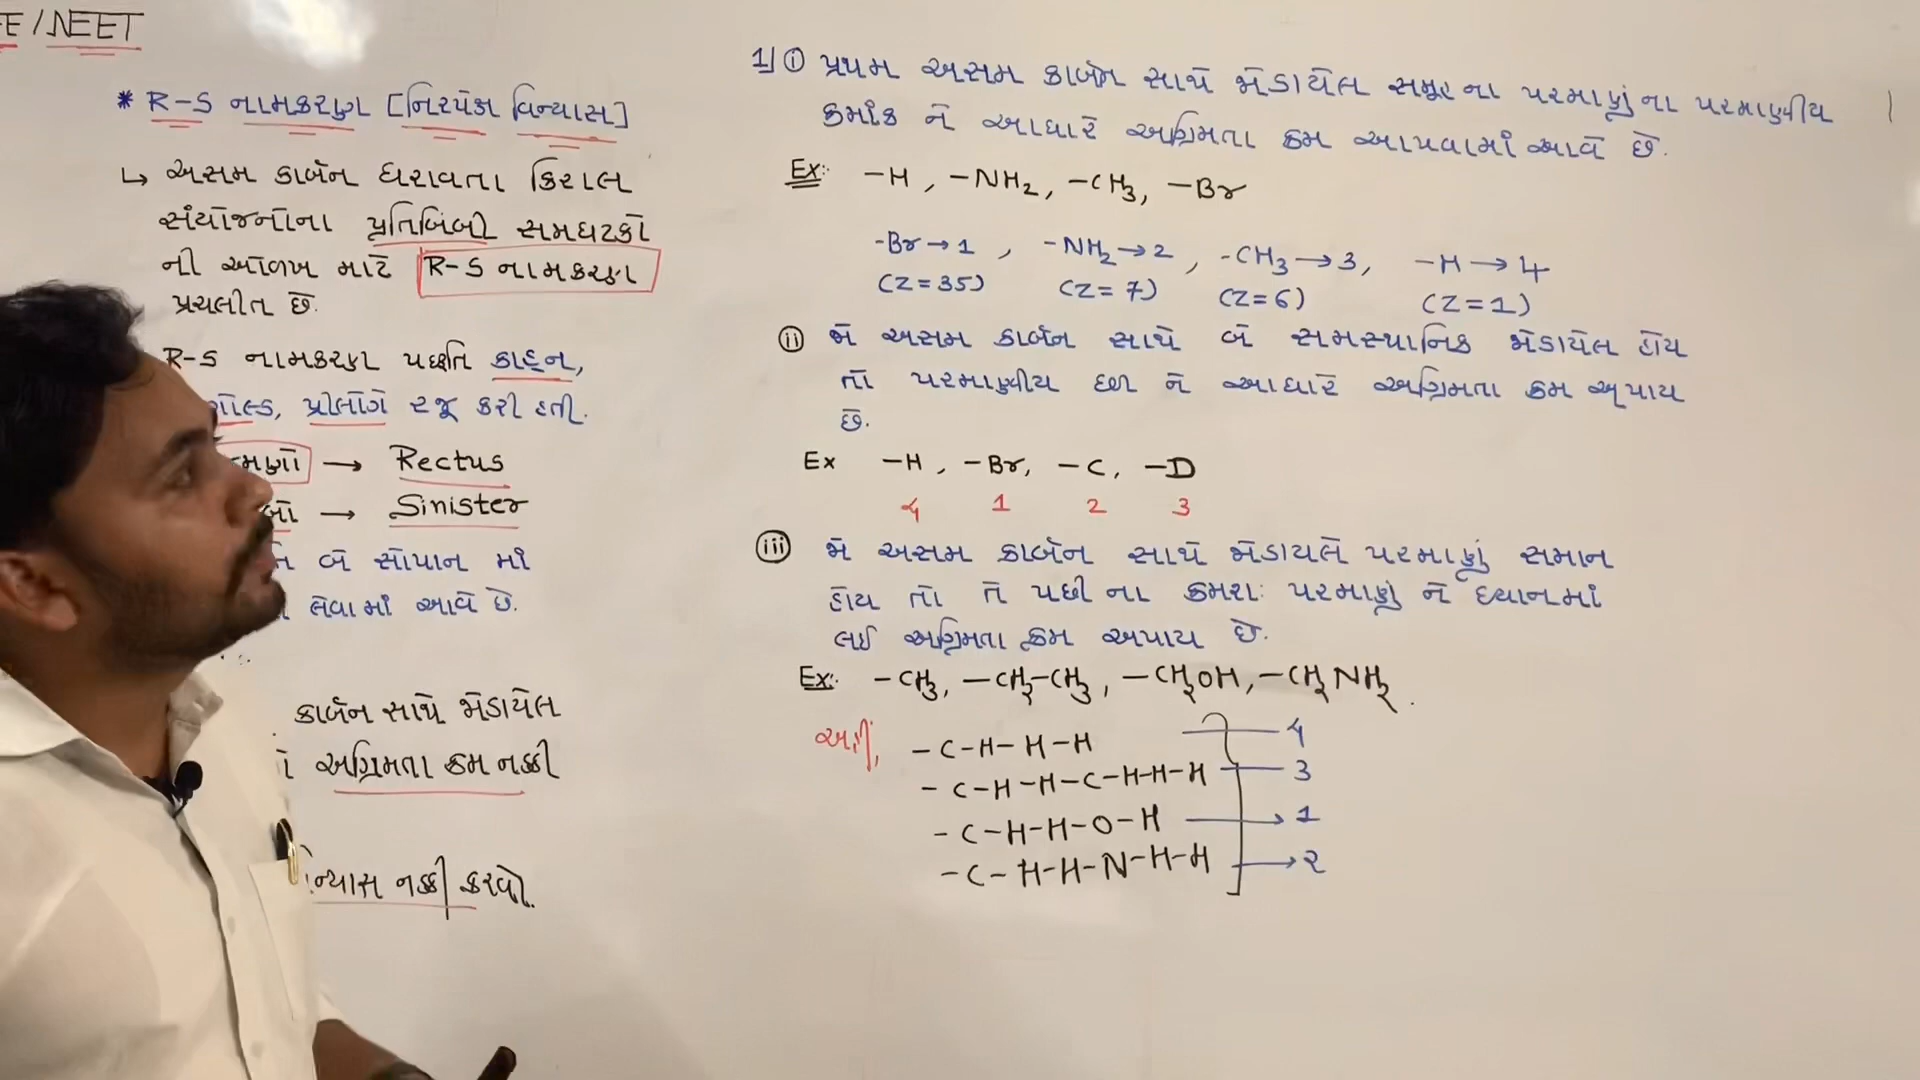 E / NEET
* R-S નામકરણ [નિરપેક્ષ વિન્યાસ]
↳ અસમ કાર્બન ધરાવતા કિરાલ
સંયોજનોના પ્રતિબિંબી સમઘટકો
ની ઓળખ માટે R-S નામકરણ
પ્રચલીત છે.
R-S નામકરણ પદ્ધતિ કાહ્ન,
ગોલ્ડ, પ્રીલોગે રજૂ કરી હતી.
મણો → Rectus
બો → Sinister
બે સોપાન માં
લેવામાં આવે છે.
કાર્બન સાથે જોડાયેલ
અગ્રિમતા ક્રમ નક્કી
ન્યાસ નક્કી કરવો.
1) (i) પ્રથમ અસમ કાર્બન સાથે જોડાયેલ સમૂહના પરમાણુંના પરમાણ્વીય
ક્રમાંક ને આધારે અગ્રિમતા ક્રમ આપવામાં આવે છે.
Ex: -H, -NH₂, -CH₃, -Br
-Br → 1, -NH₂ → 2, -CH₃ → 3, -H → 4
(Z=35) (Z=7) (Z=6) (Z=1)
(ii) જો અસમ કાર્બન સાથે બે સમસ્થાનિક જોડાયેલ હોય
તો પરમાણ્વીય દળ ને આધારે અગ્રિમતા ક્રમ અપાય
છે.
Ex -H, -Br, -C, -D
4 1 2 3
(iii) જો અસમ કાર્બન સાથે જોડાયલે પરમાણું સમાન
હોય તો તે પછી ના ક્રમશઃ પરમાણું ને ધ્યાનમાં
લઈ અગ્રિમતા ક્રમ અપાય છે.
Ex: -CH₃, -CH₂-CH₃, -CH₂OH, -CH₂NH₂.
અહીં, -C-H-H-H — 4
-C-H-H-C-H-H-H — 3
-C-H-H-O-H → 1
-C-H-H-N-H-H → 2